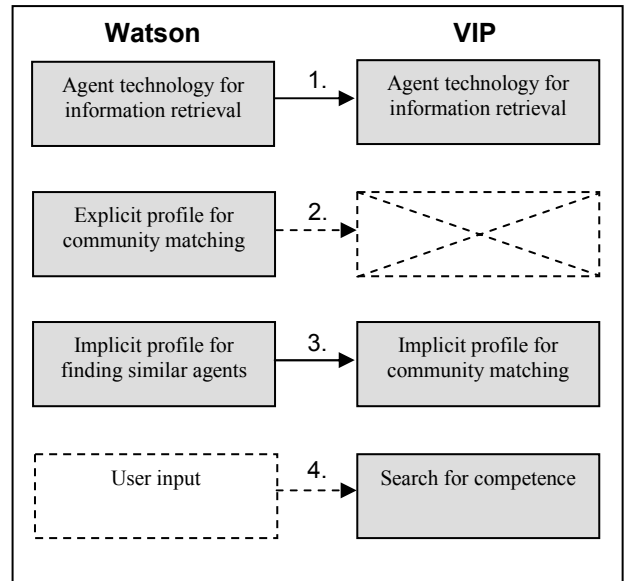 Watson VIP
Agent technology for
information retrieval
1.
Agent technology for
information retrieval
Explicit profile for
community matching
2.
Implicit profile for
finding similar agents
3.
Implicit profile for
community matching
User input
4.
Search for competence